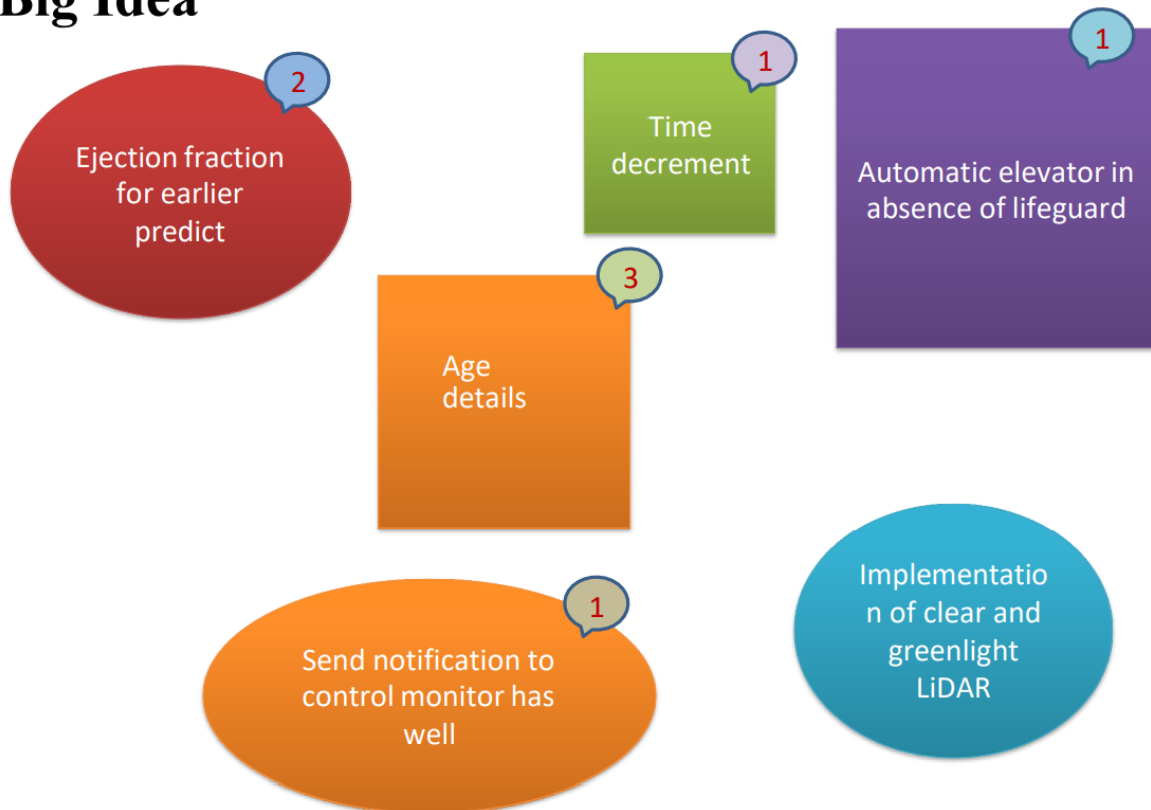 Big Idea
2
Ejection fraction
for earlier
predict
1
Time
decrement
1
Automatic elevator in
absence of lifeguard
3
Age
details
1
Send notification to
control monitor has
well
Implementatio
n of clear and
greenlight
LiDAR